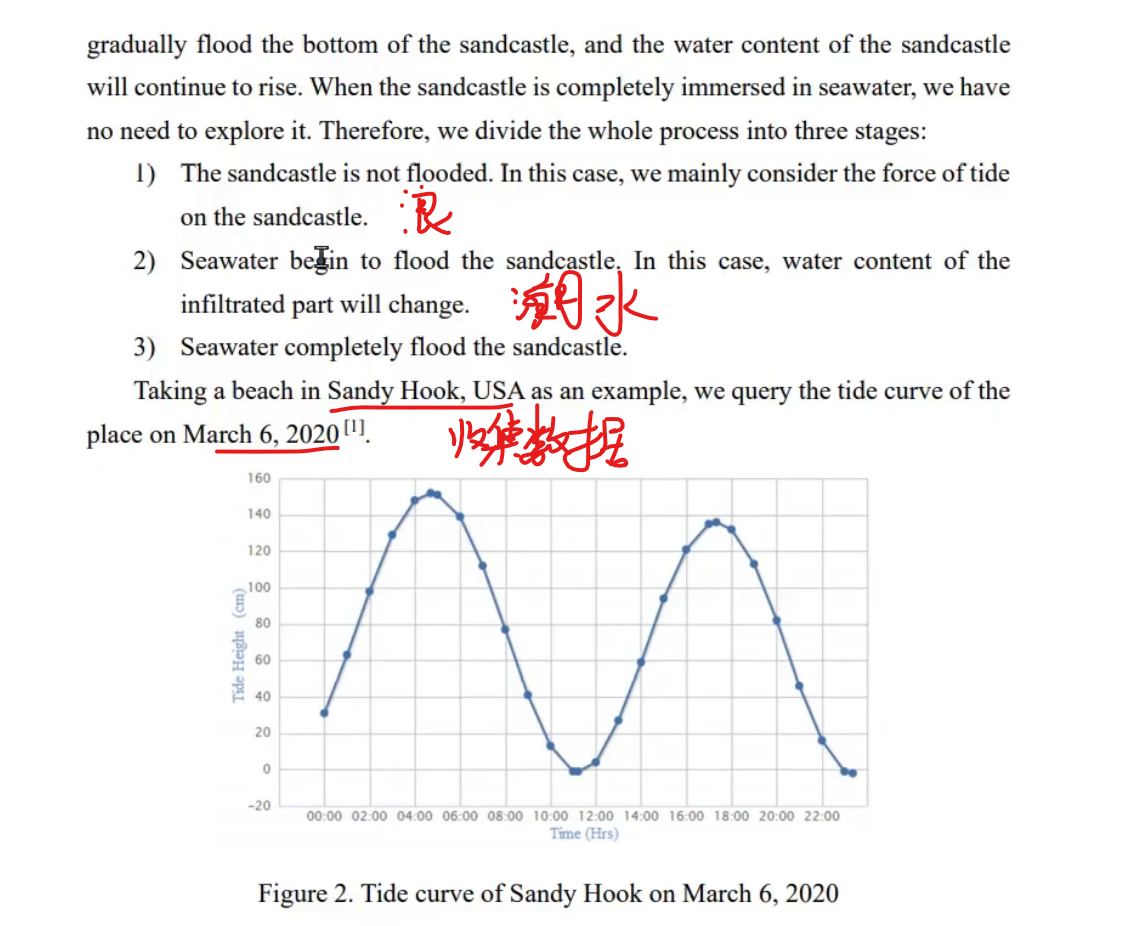 gradually flood the bottom of the sandcastle, and the water content of the sandcastle
will continue to rise. When the sandcastle is completely immersed in seawater, we have
no need to explore it. Therefore, we divide the whole process into three stages:
1) The sandcastle is not flooded. In this case, we mainly consider the force of tide
on the sandcastle.
浪
2) Seawater begin to flood the sandcastle. In this case, water content of the
infiltrated part will change.
潮水
3) Seawater completely flood the sandcastle.
Taking a beach in Sandy Hook, USA as an example, we query the tide curve of the
place on March 6, 2020 [1].
收集数据
160
140
120
100
80
60
40
20
0
-20
Tide Height (cm)
00:00 02:00 04:00 06:00 08:00 10:00 12:00 14:00 16:00 18:00 20:00 22:00
Time (Hrs)
Figure 2. Tide curve of Sandy Hook on March 6, 2020